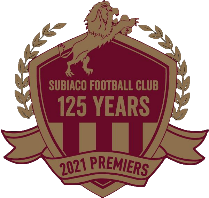 SUBIACO FOOTBALL CLUB
125 YEARS
2021 PREMIERS